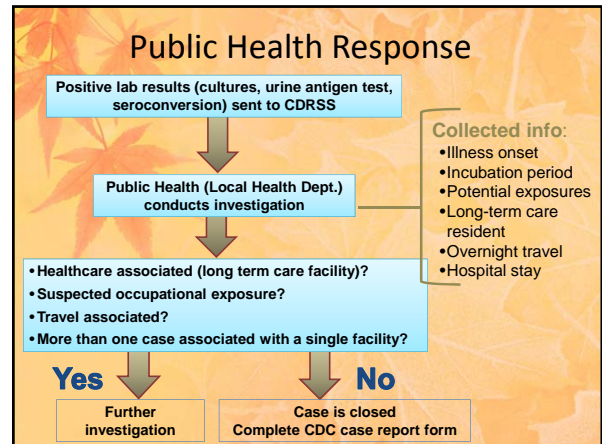 Public Health Response
Positive lab results (cultures, urine antigen test,
seroconversion) sent to CDRSS
Public Health (Local Health Dept.)
conducts investigation
Collected info:
•Illness onset
•Incubation period
•Potential exposures
•Long-term care
resident
•Overnight travel
•Hospital stay
•Healthcare associated (long term care facility)?
•Suspected occupational exposure?
•Travel associated?
•More than one case associated with a single facility?
Yes
No
Further
investigation
Case is closed
Complete CDC case report form